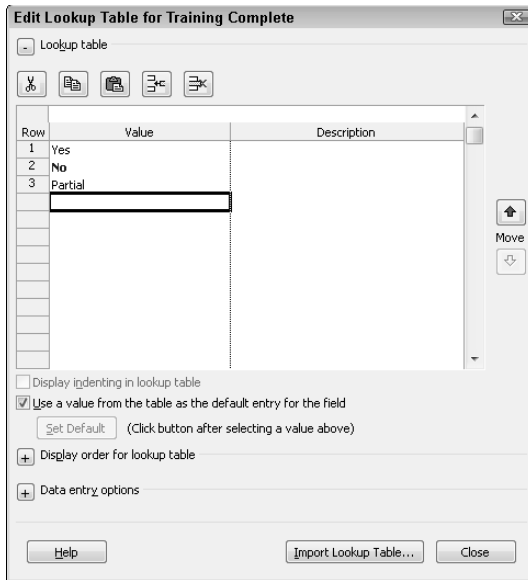 Edit Lookup Table for Training Complete
- Lookup table
Row Value Description
1 Yes
2 No
3 Partial
Move
Display indenting in lookup table
Use a value from the table as the default entry for the field
Set Default (Click button after selecting a value above)
+ Display order for lookup table
+ Data entry options
Help Import Lookup Table... Close